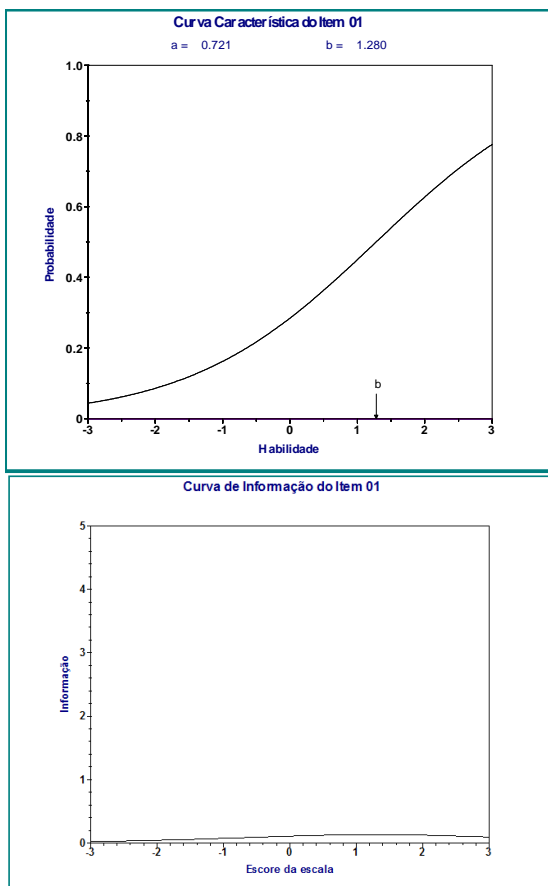 Curva Característica do Item 01
a = 0.721 b = 1.280
1.0
0.8
0.6
0.4
0.2
0
Probabilidade
b
-3 -2 -1 0 1 2 3
Habilidade
Curva de Informação do Item 01
5
4
3
2
1
0
Informação
-3 -2 -1 0 1 2 3
Escore da escala